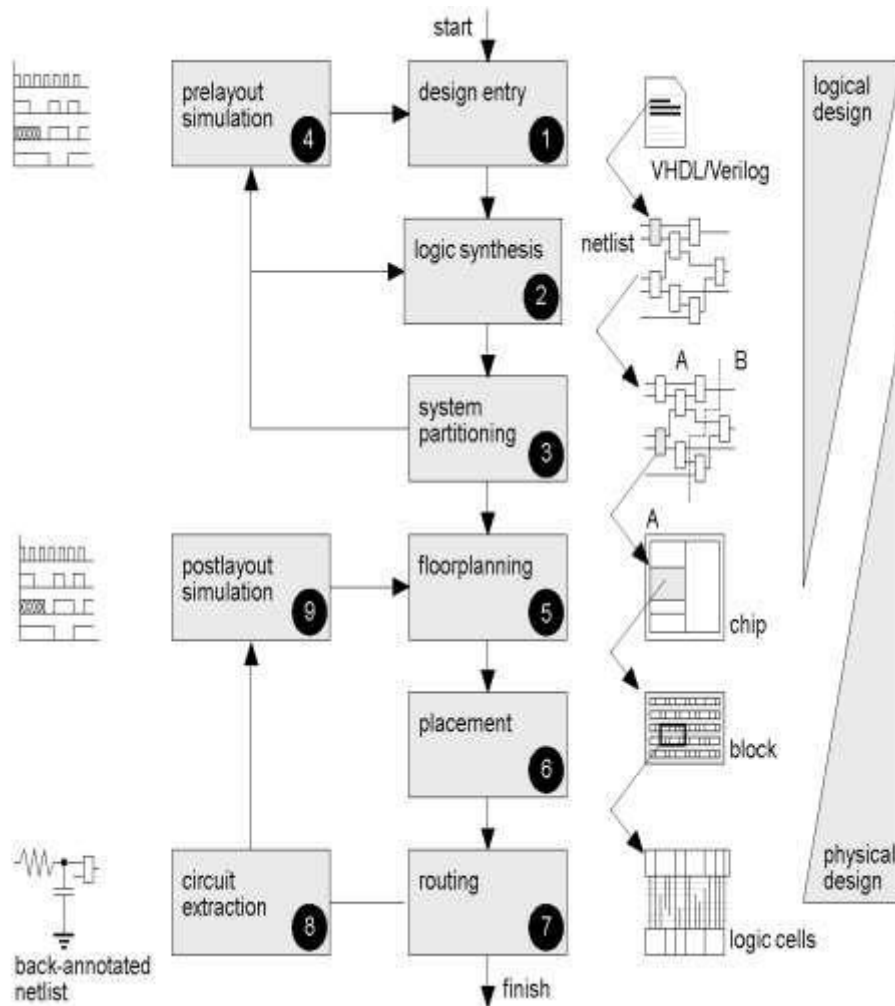 start
prelayout
simulation
4
design entry
1
VHDL/Verilog
logical
design
logic synthesis
2
netlist
system
partitioning
3
A
B
postlayout
simulation
9
floorplanning
5
A
chip
placement
6
block
circuit
extraction
8
routing
7
logic cells
physical
design
back-annotated
netlist
finish